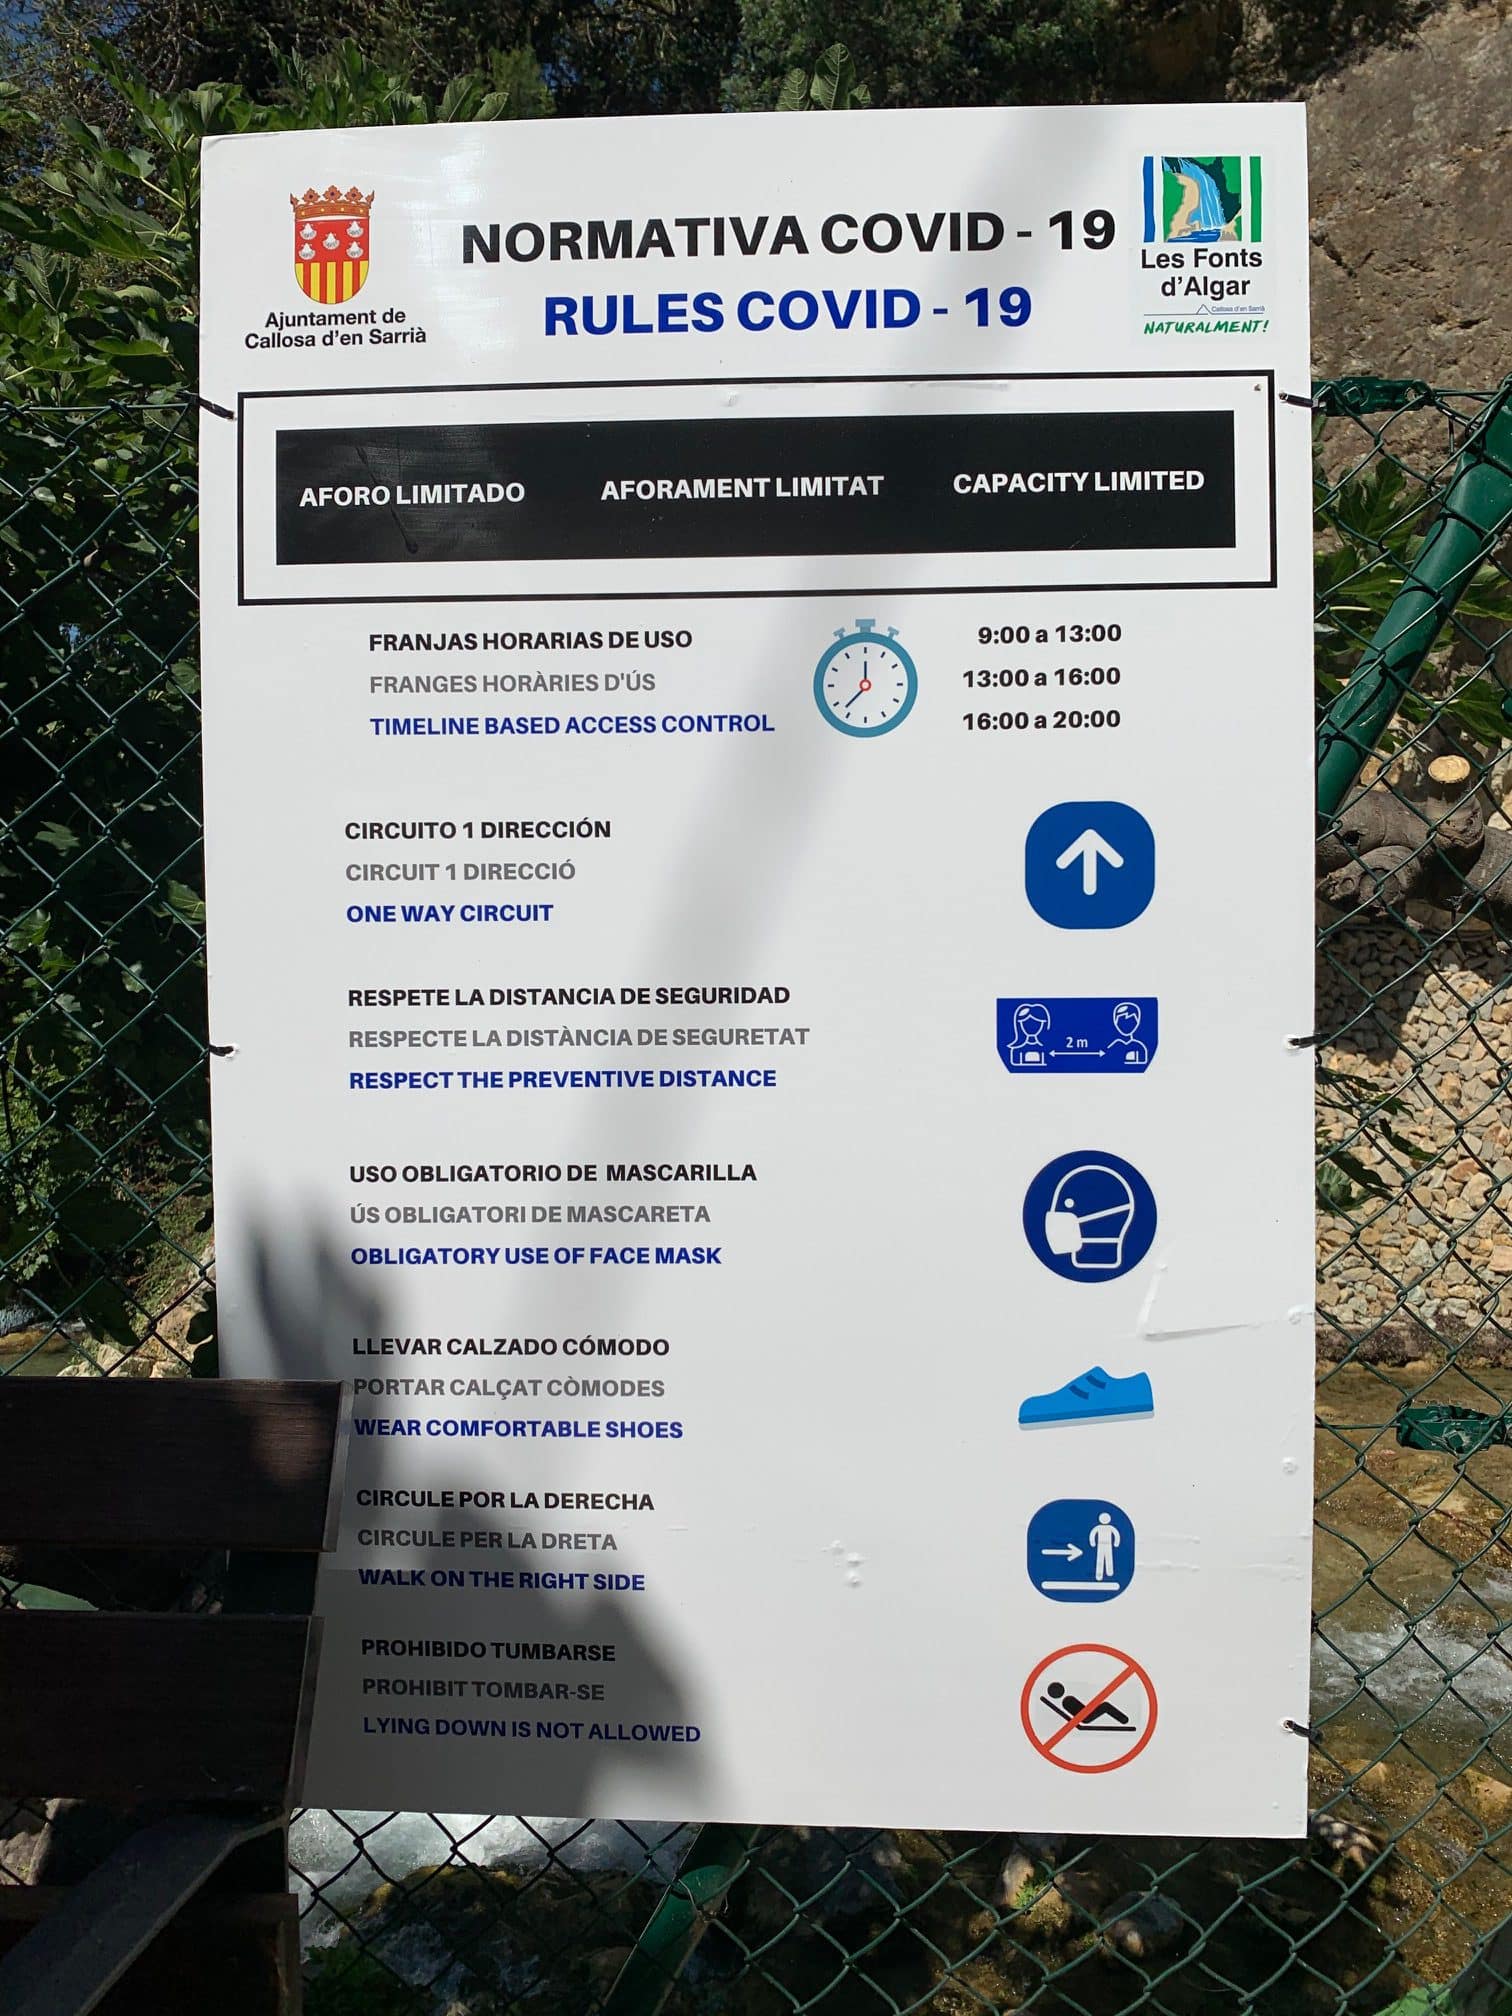 NORMATIVA COVID - 19
RULES COVID - 19
Ajuntament de
Callosa d'en Sarrià
Les Fonts
d'Algar
Callosa d'en Sarrià
NATURALMENT!
AFORO LIMITADO AFORAMENT LIMITAT CAPACITY LIMITED
FRANJAS HORARIAS DE USO
FRANGES HORÀRIES D'ÚS
TIMELINE BASED ACCESS CONTROL
9:00 a 13:00
13:00 a 16:00
16:00 a 20:00
CIRCUITO 1 DIRECCIÓN
CIRCUIT 1 DIRECCIÓ
ONE WAY CIRCUIT
RESPETE LA DISTANCIA DE SEGURIDAD
RESPECTE LA DISTÀNCIA DE SEGURETAT
RESPECT THE PREVENTIVE DISTANCE
2 m
USO OBLIGATORIO DE MASCARILLA
ÚS OBLIGATORI DE MASCARETA
OBLIGATORY USE OF FACE MASK
LLEVAR CALZADO CÓMODO
PORTAR CALÇAT CÒMODES
WEAR COMFORTABLE SHOES
CIRCULE POR LA DERECHA
CIRCULE PER LA DRETA
WALK ON THE RIGHT SIDE
PROHIBIDO TUMBARSE
PROHIBIT TOMBAR-SE
LYING DOWN IS NOT ALLOWED